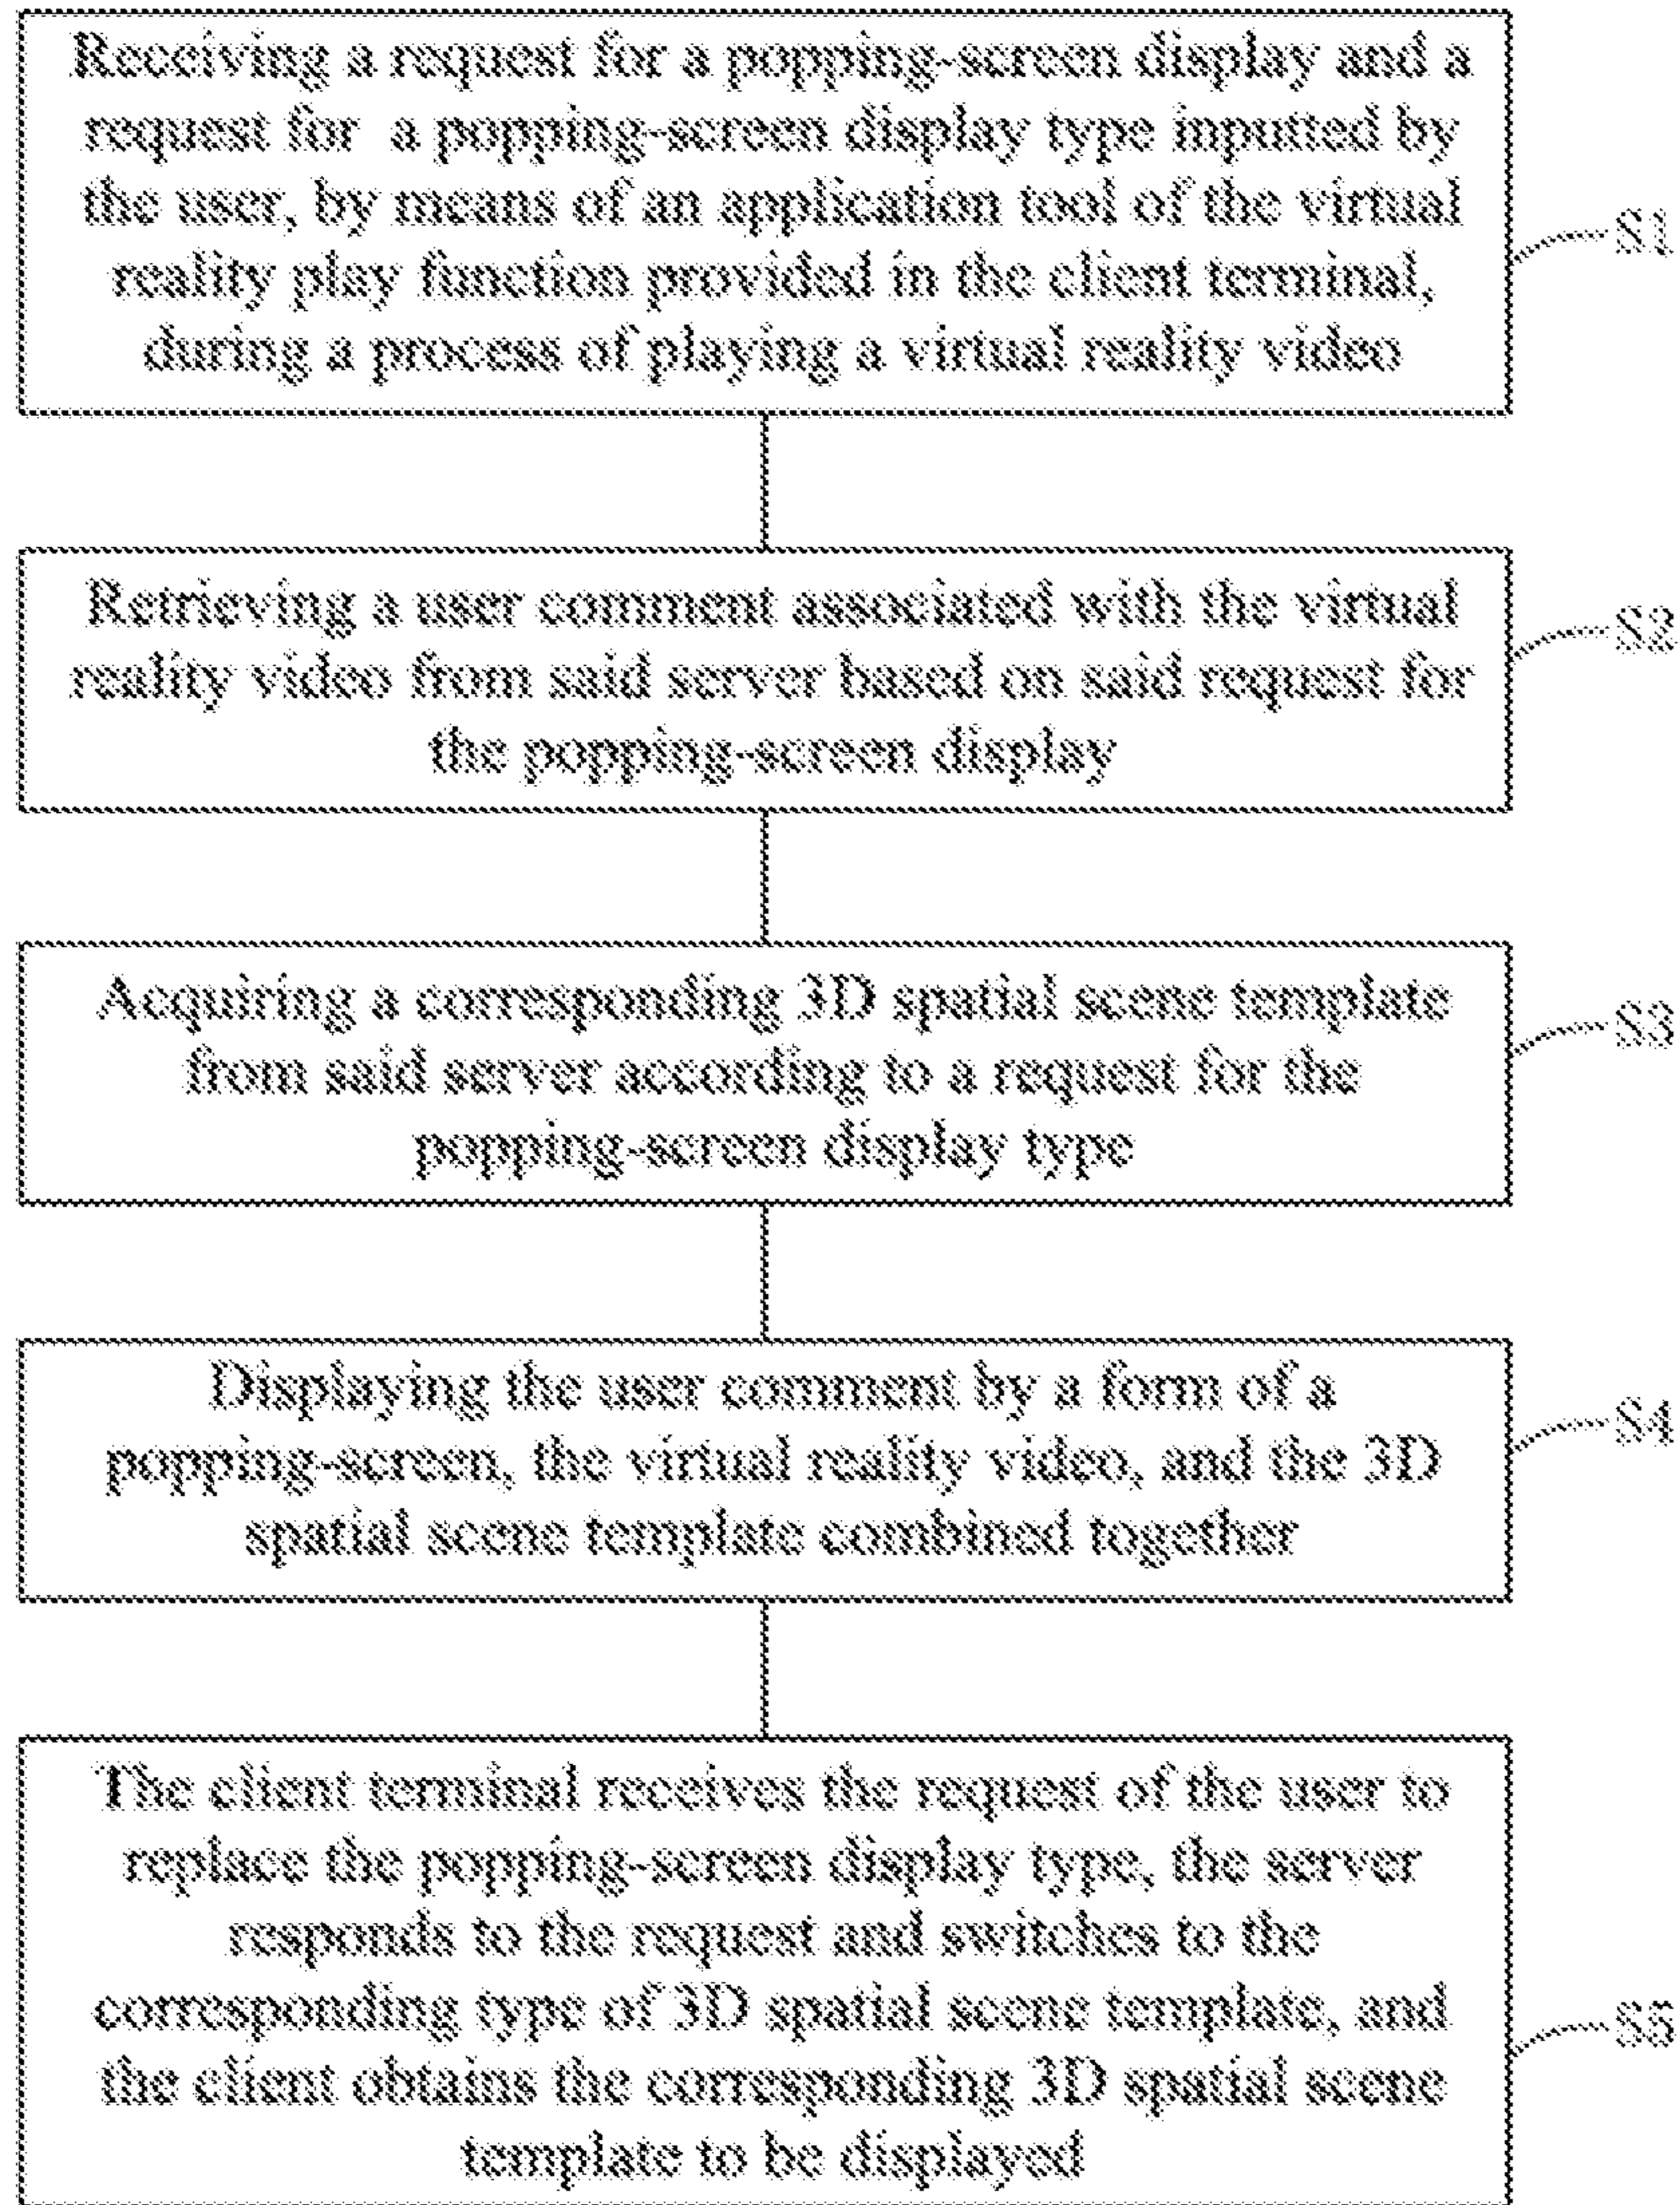 Receiving a request for a popping-screen display and a
request for a popping-screen display type inputted by
the user, by means of an application tool of the virtual
reality play function provided in the client terminal,
during a process of playing a virtual reality video
S1
Retrieving a user comment associated with the virtual
reality video from said server based on said request for
the popping-screen display
S2
Acquiring a corresponding 3D spatial scene template
from said server according to a request for the
popping-screen display type
S3
Displaying the user comment by a form of a
popping-screen, the virtual reality video, and the 3D
spatial scene template combined together
S4
The client terminal receives the request of the user to
replace the popping-screen display type, the server
responds to the request and switches to the
corresponding type of 3D spatial scene template, and
the client obtains the corresponding 3D spatial scene
template to be displayed
S5